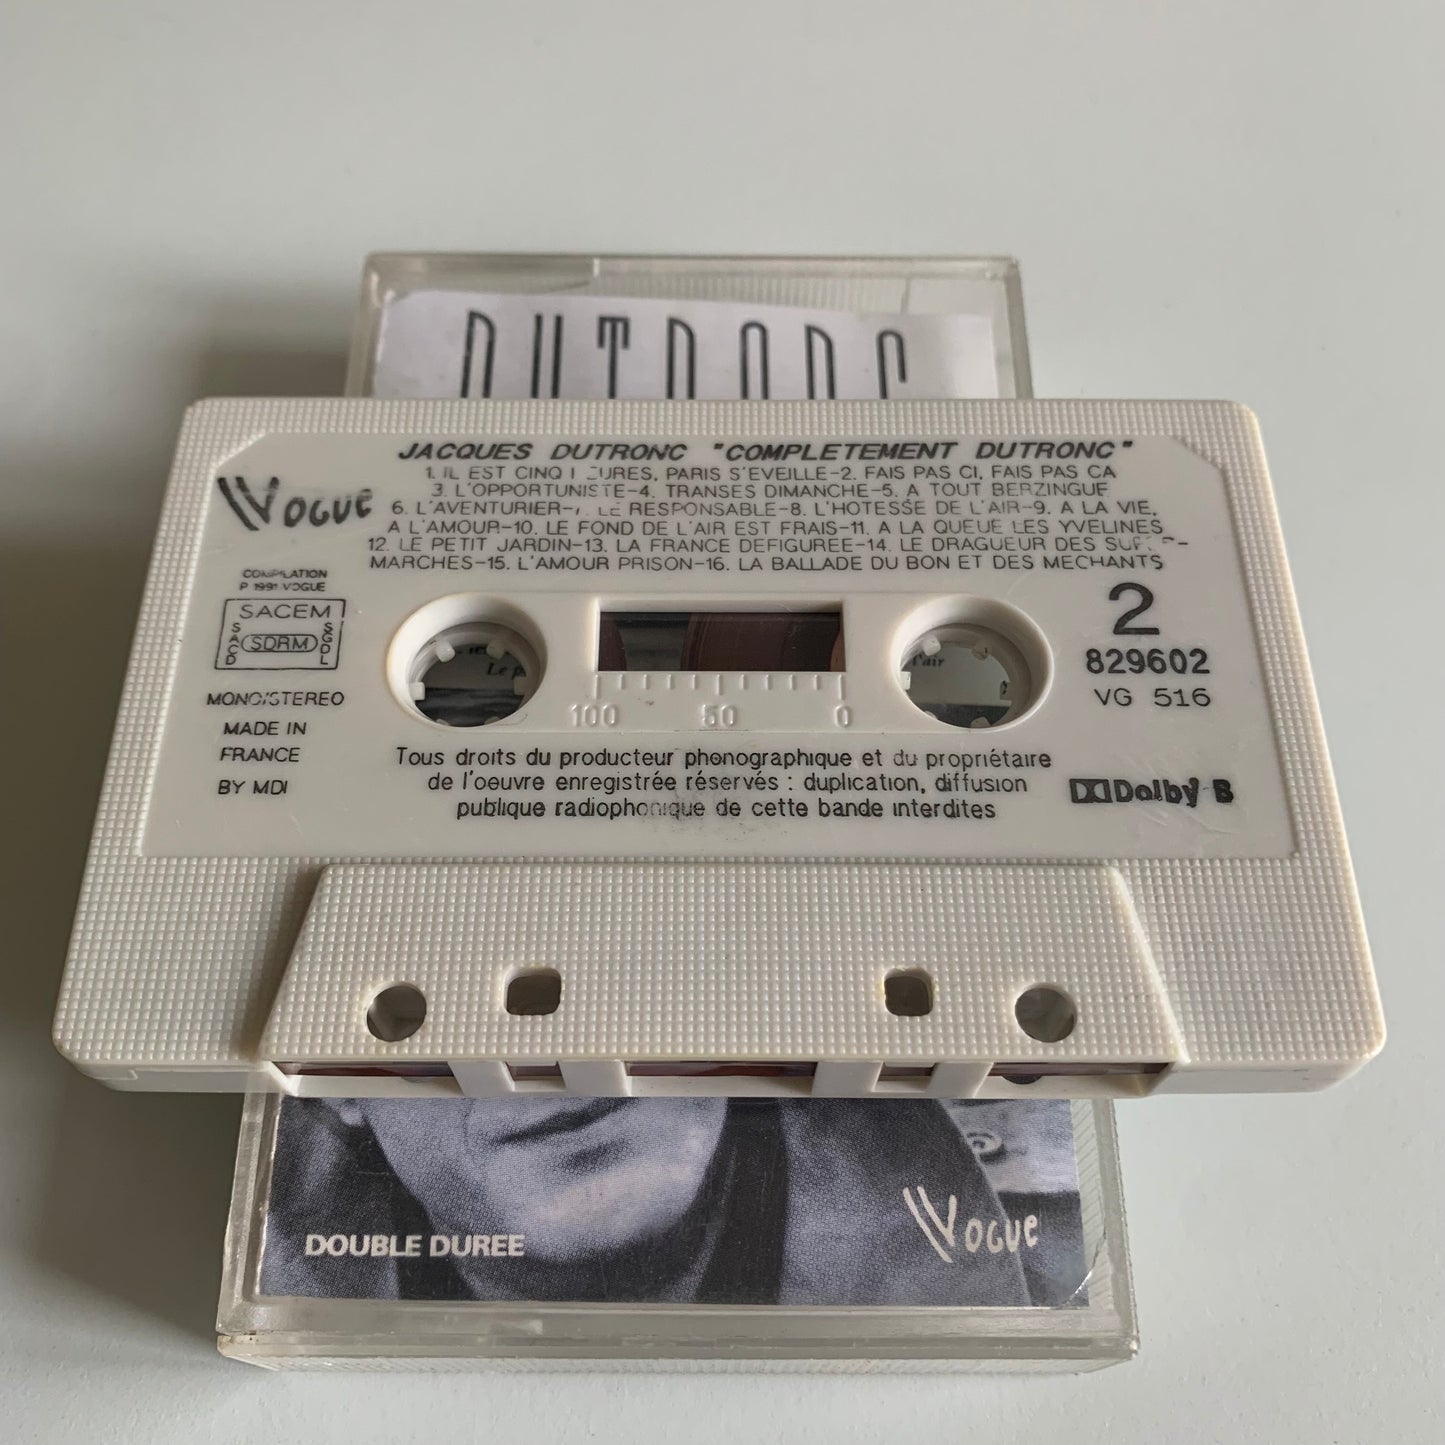 DUTRONC
JACQUES DUTRONC "COMPLETEMENT DUTRONC"
1. IL EST CINQ PARIS S'EVEILLE-2. FAIS PAS CI, FAIS PAS CA
3. L'OPPORTUNISTE-4. TRANSES DIMANCHE-5. A TOUT BERZINGUE
6. L'AVENTURIER-7. LE RESPONSABLE-8. L'HOTESSE DE L'AIR-9. A LA VIE,
A L'AMOUR-10. LE FOND DE L'AIR EST FRAIS-11. A LA QUEUE LES YVELINES
12. LE PETIT JARDIN-13. LA FRANCE DEFIGUREE-14. LE DRAGUEUR DES
MARCHES-15. L'AMOUR PRISON-16. LA BALLADE DU BON ET DES MECHANTS
VOGUE
COMPILATION
P 1991 VOGUE
SACEM
SACD
SDRM
SGDL
MONO/STEREO
MADE IN
FRANCE
BY MDI
2
829602
VG 516
Le
l'air
100 50 0
Tous droits du producteur phonographique et du propriétaire
de l'oeuvre enregistrée réservés : duplication, diffusion
publique radiophonique de cette bande interdites
Dolby B
DOUBLE DUREE
VOGUE